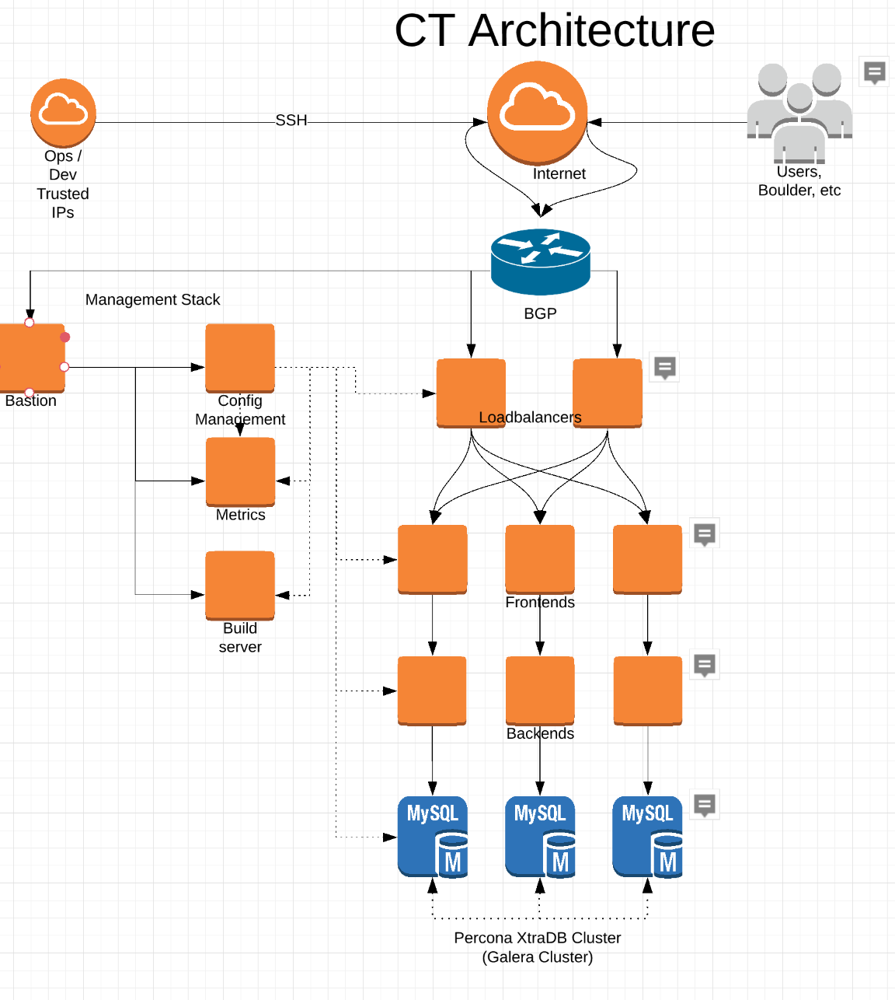 CT Architecture
SSH
Ops /
Dev
Trusted
IPs
Internet
Users,
Boulder, etc
Management Stack
BGP
Bastion
Config
Management
Loadbalancers
Metrics
Frontends
Build
server
Backends
MySQL
M
MySQL
M
MySQL
M
Percona XtraDB Cluster
(Galera Cluster)